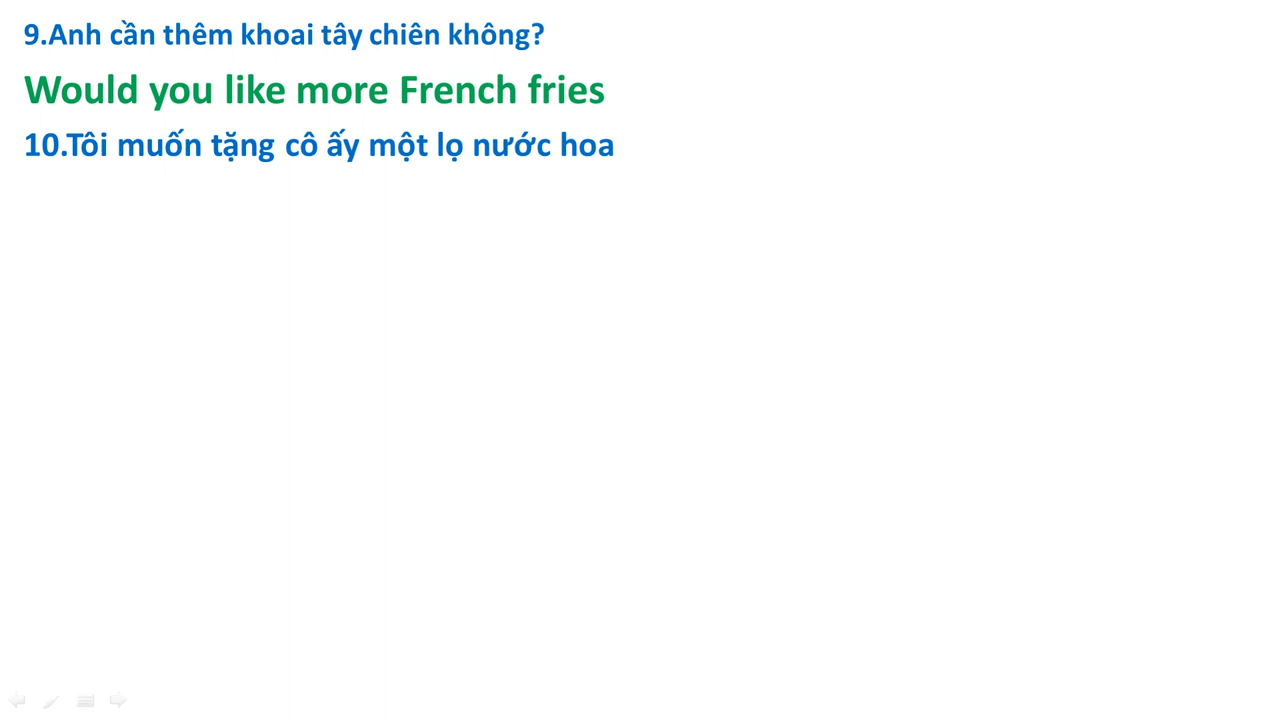 9.Anh cần thêm khoai tây chiên không?
Would you like more French fries
10.Tôi muốn tặng cô ấy một lọ nước hoa